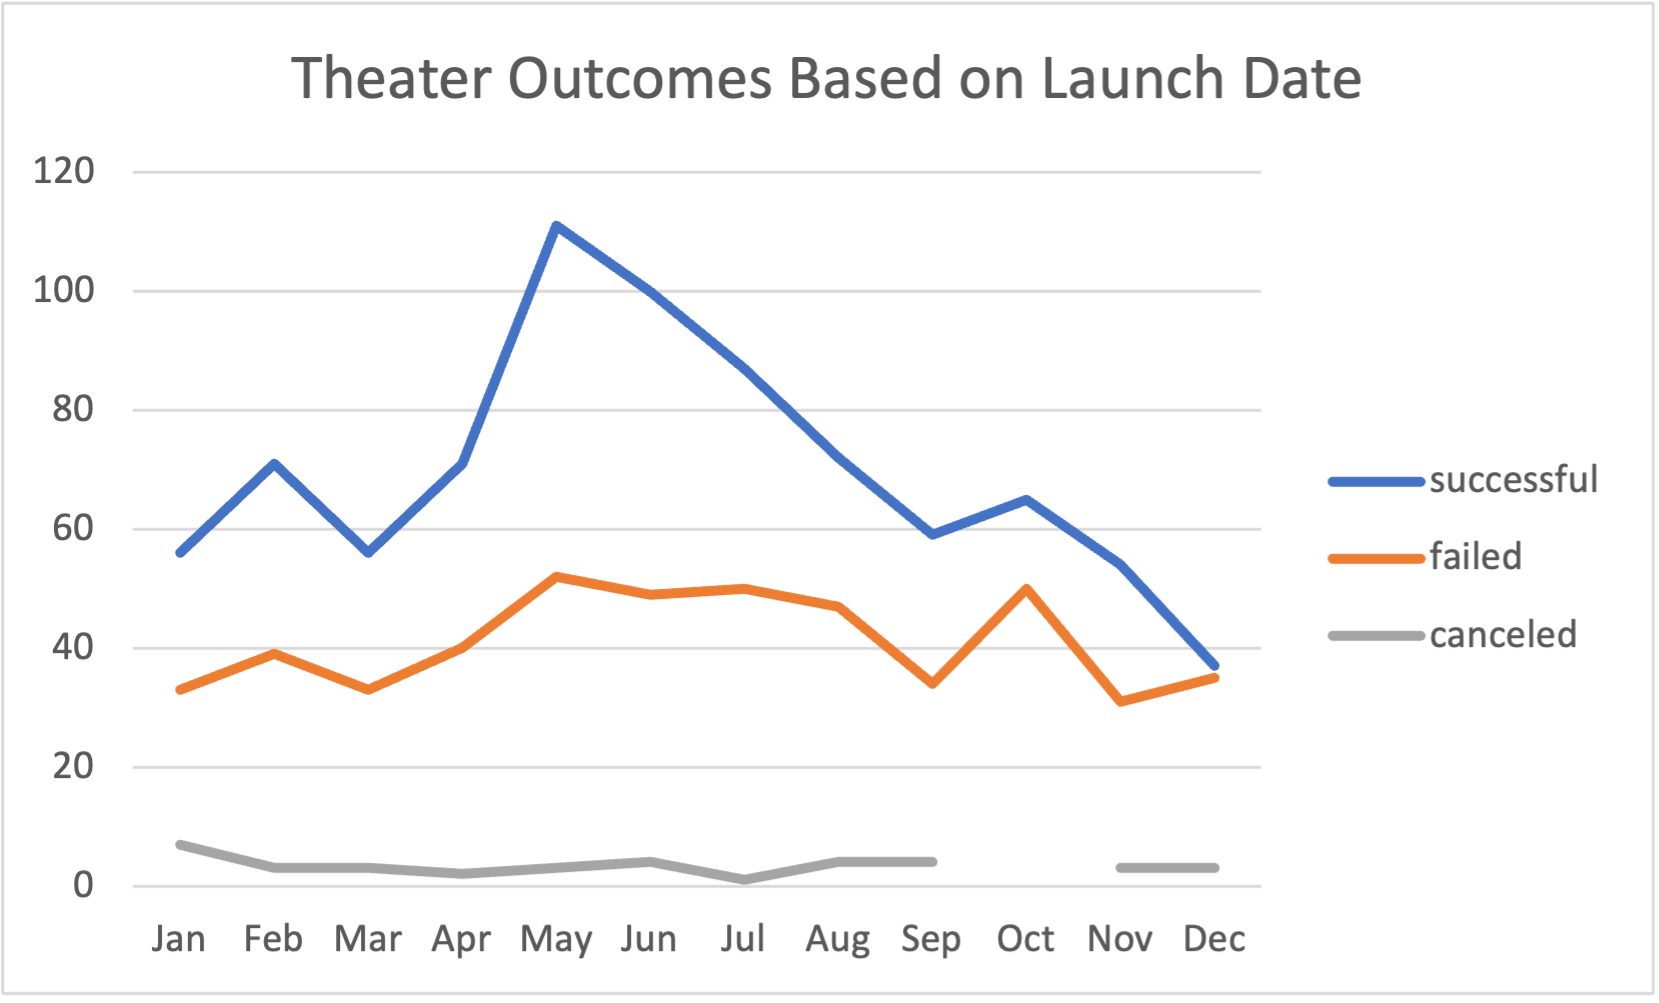 Theater Outcomes Based on Launch Date
120
100
80
60
40
20
0
Jan Feb Mar Apr May Jun Jul Aug Sep Oct Nov Dec
successful
failed
canceled